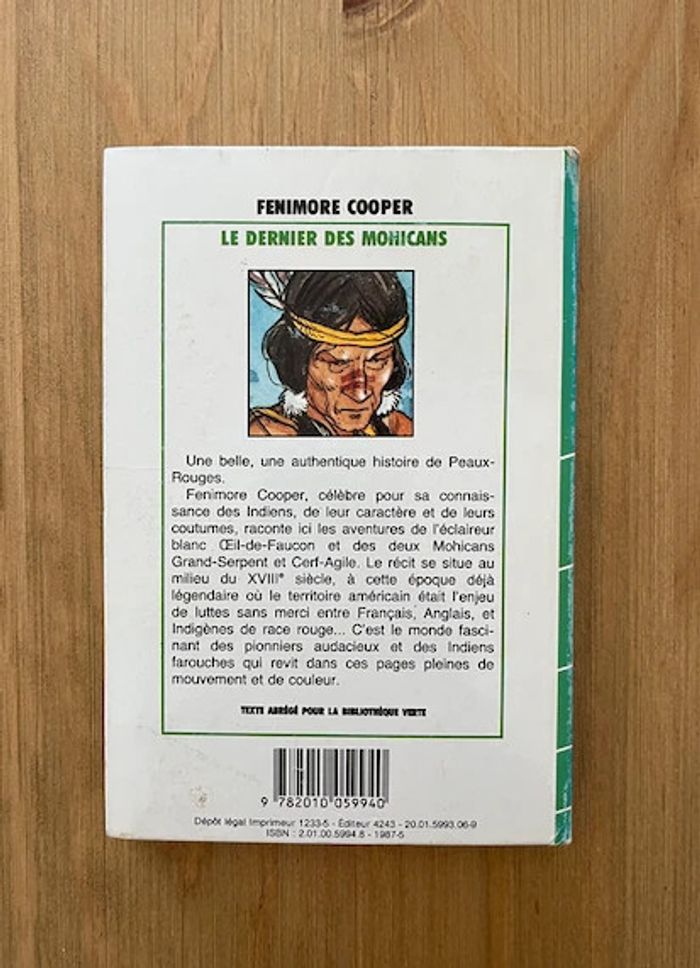 FENIMORE COOPER
LE DERNIER DES MOHICANS
Une belle, une authentique histoire de Peaux-
Rouges.
Fenimore Cooper, célèbre pour sa connais-
sance des Indiens, de leur caractère et de leurs
coutumes, raconte ici les aventures de l'éclaireur
blanc Œil-de-Faucon et des deux Mohicans
Grand-Serpent et Cerf-Agile. Le récit se situe au
milieu du XVIIIe siècle, à cette époque déjà
légendaire où le territoire américain était l'enjeu
de luttes sans merci entre Français, Anglais, et
Indigènes de race rouge... C'est le monde fasci-
nant des pionniers audacieux et des Indiens
farouches qui revit dans ces pages pleines de
mouvement et de couleur.
TEXTE ABRÉGÉ POUR LA BIBLIOTHÈQUE VERTE
9 782010 059940
Dépôt légal Imprimeur 1233-5 - Éditeur 4243 - 20.01.5993.06-9
ISBN : 2.01.00.5994.8 - 1987-5